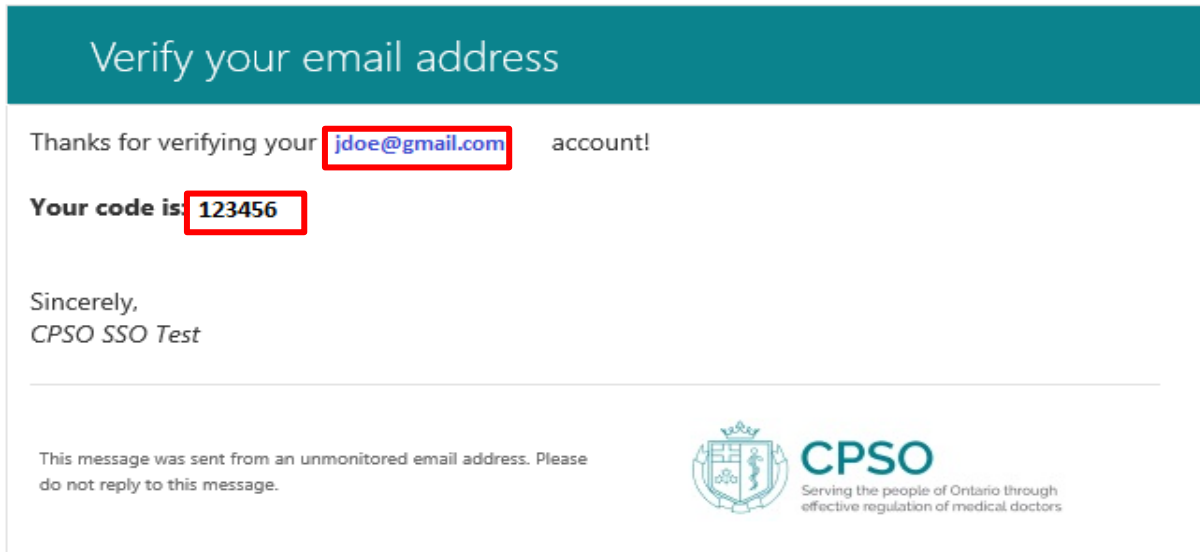 Verify your email address
Thanks for verifying your jdoe@gmail.com account!
Your code is: 123456
Sincerely,
CPSO SSO Test
This message was sent from an unmonitored email address. Please
do not reply to this message.
CPSO
Serving the people of Ontario through
effective regulation of medical doctors